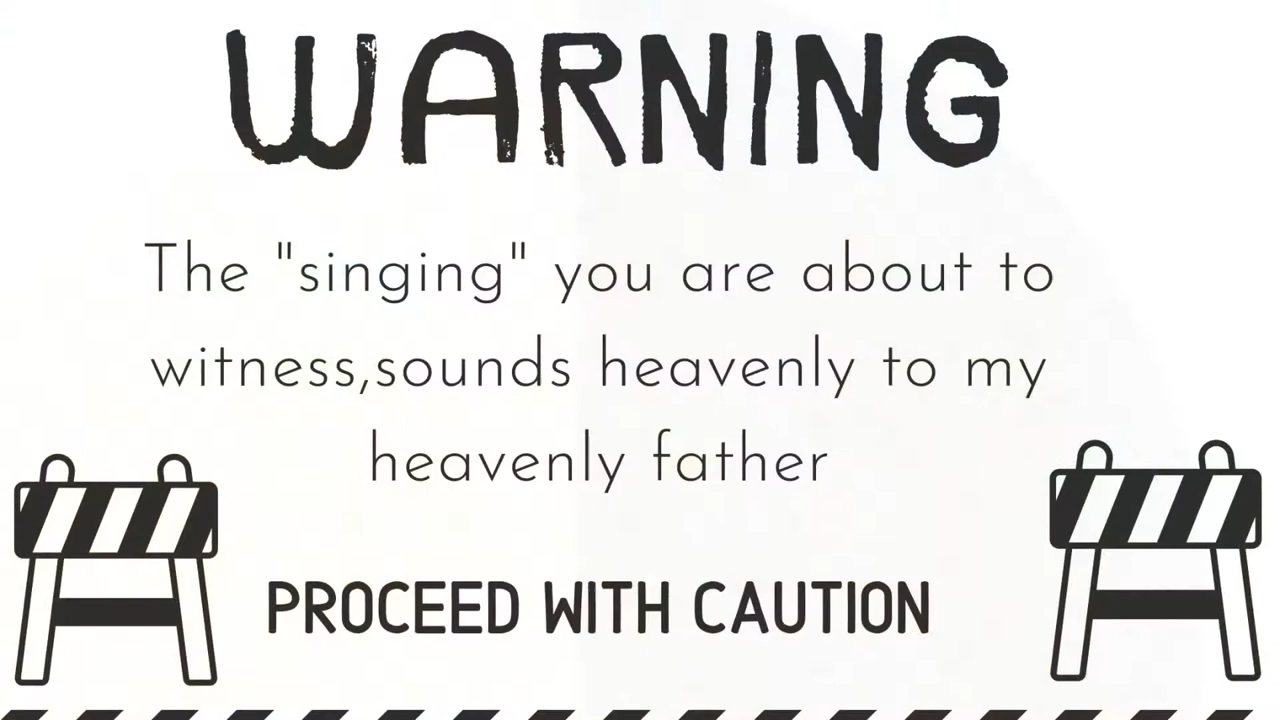 WARNING
The "singing" you are about to
witness,sounds heavenly to my
heavenly father
PROCEED WITH CAUTION